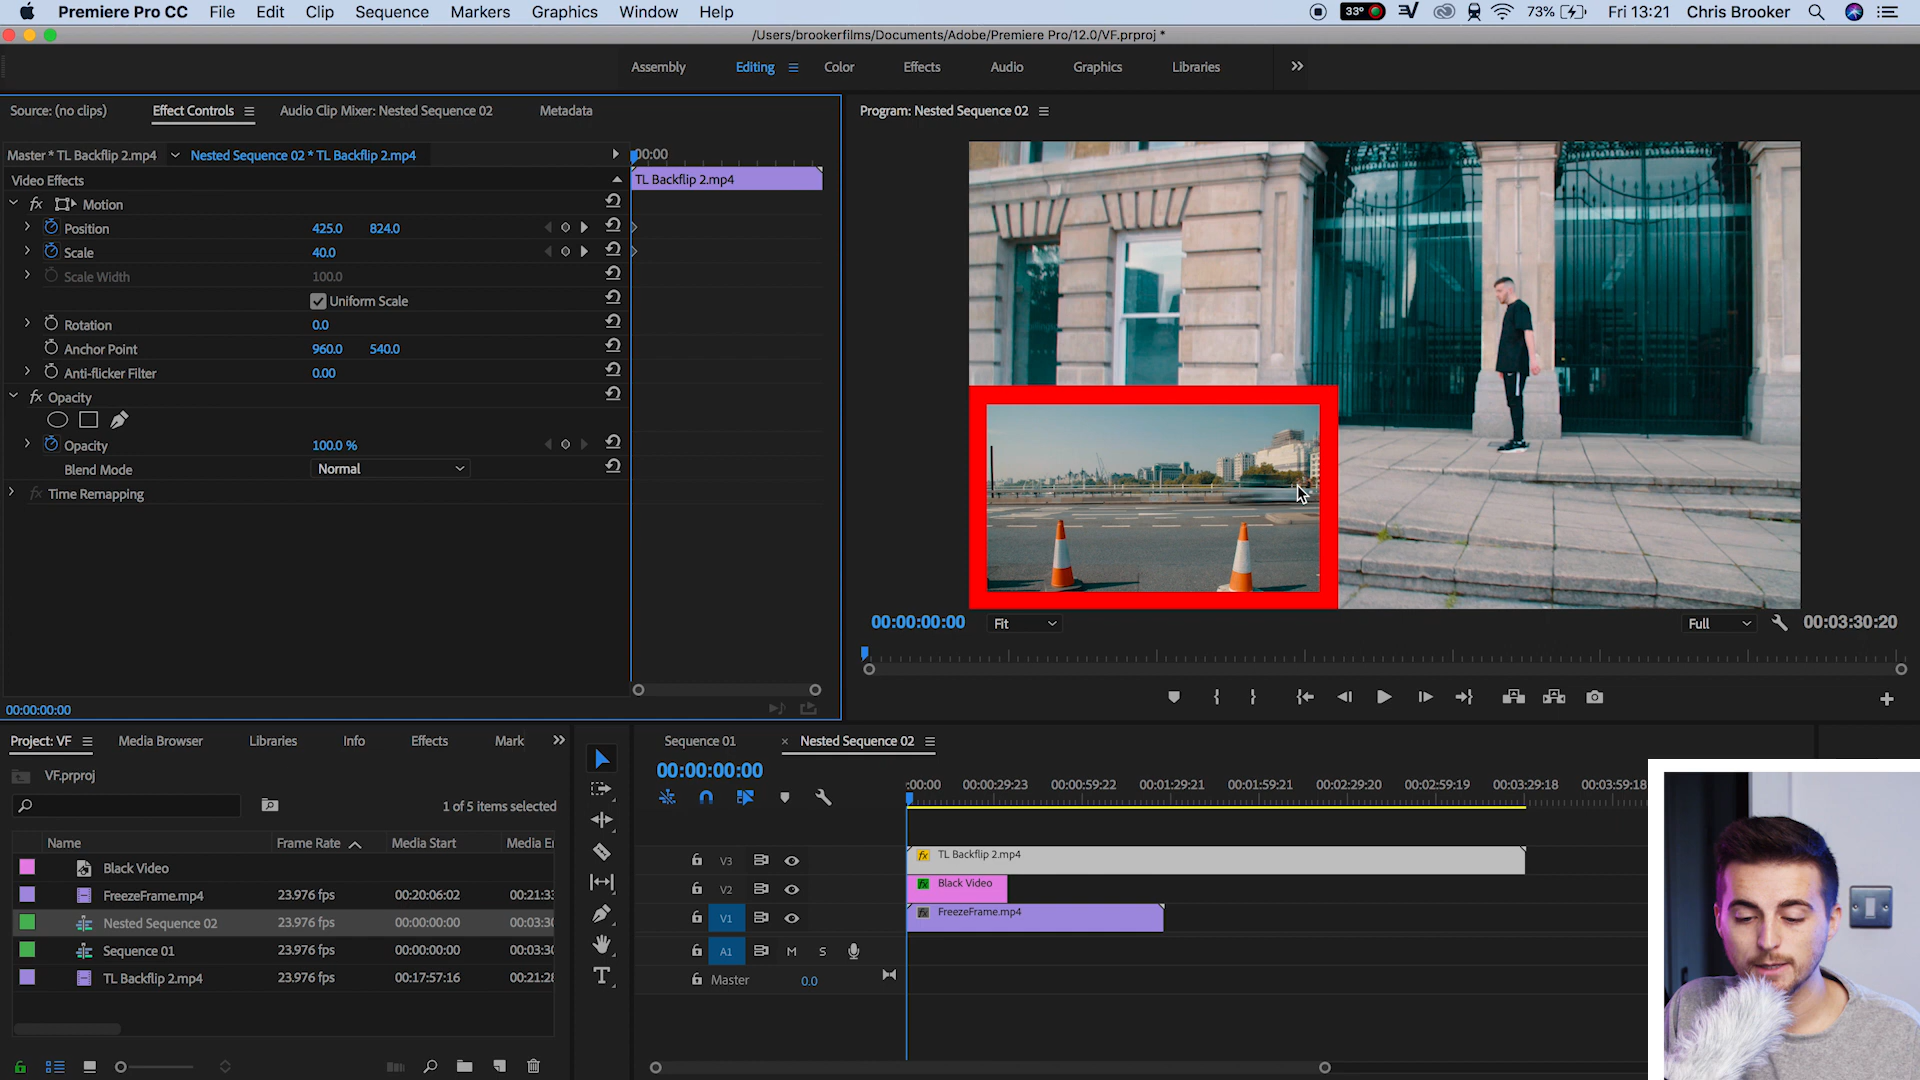 Premiere Pro CC File Edit Clip Sequence Markers Graphics Window Help 33° 73% Fri 13:21 Chris Brooker
/Users/brookerfilms/Documents/Adobe/Premiere Pro/12.0/VF.prproj *
Assembly Editing Color Effects Audio Graphics Libraries
Source: (no clips) Effect Controls Audio Clip Mixer: Nested Sequence 02 Metadata
Program: Nested Sequence 02
Master * TL Backflip 2.mp4 Nested Sequence 02 * TL Backflip 2.mp4
:00:00
Video Effects
TL Backflip 2.mp4
fx Motion
Position 425.0 824.0
Scale 40.0
Scale Width 100.0
Uniform Scale
Rotation 0.0
Anchor Point 960.0 540.0
Anti-flicker Filter 0.00
fx Opacity
Opacity 100.0 %
Blend Mode Normal
fx Time Remapping
00:00:00:00
00:00:00:00 Fit Full 00:03:30:20
Project: VF Media Browser Libraries Info Effects Mark
VF.prproj
1 of 5 items selected
Name Frame Rate Media Start Media En
Black Video
FreezeFrame.mp4 23.976 fps 00:20:06:02 00:21:33
Nested Sequence 02 23.976 fps 00:00:00:00 00:03:30
Sequence 01 23.976 fps 00:00:00:00 00:03:30
TL Backflip 2.mp4 23.976 fps 00:17:57:16 00:21:28
Sequence 01 × Nested Sequence 02
00:00:00:00
:00:00 00:00:29:23 00:00:59:22 00:01:29:21 00:01:59:21 00:02:29:20 00:02:59:19 00:03:29:18 00:03:59:18
V3 fx TL Backflip 2.mp4
V2 fx Black Video
V1 fx FreezeFrame.mp4
A1 M S
Master 0.0
T